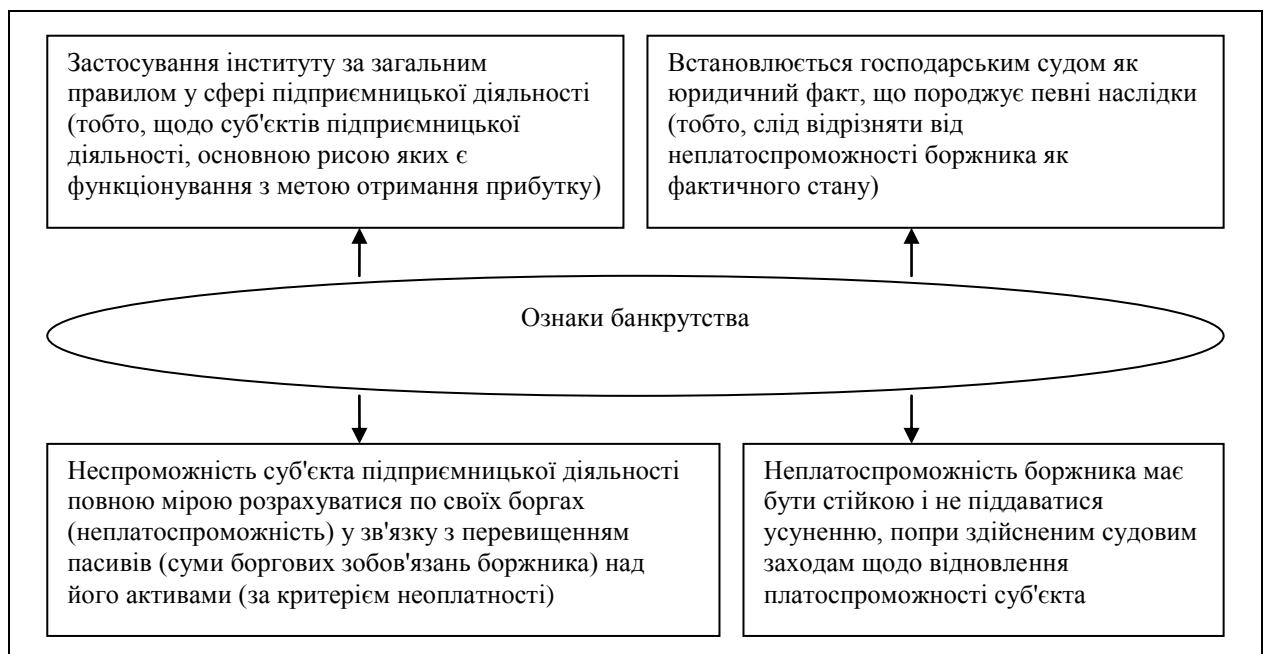 Застосування інституту за загальним
правилом у сфері підприємницької діяльності
(тобто, щодо суб'єктів підприємницької
діяльності, основною рисою яких є
функціонування з метою отримання прибутку)
Встановлюється господарським судом як
юридичний факт, що породжує певні наслідки
(тобто, слід відрізняти від
неплатоспроможності боржника як
фактичного стану)
Ознаки банкрутства
Неспроможність суб'єкта підприємницької діяльності
повною мірою розрахуватися по своїх боргах
(неплатоспроможність) у зв'язку з перевищенням
пасивів (суми боргових зобов'язань боржника) над
його активами (за критерієм неоплатності)
Неплатоспроможність боржника має
бути стійкою і не піддаватися
усуненню, попри здійсненим судовим
заходам щодо відновлення
платоспроможності суб'єкта